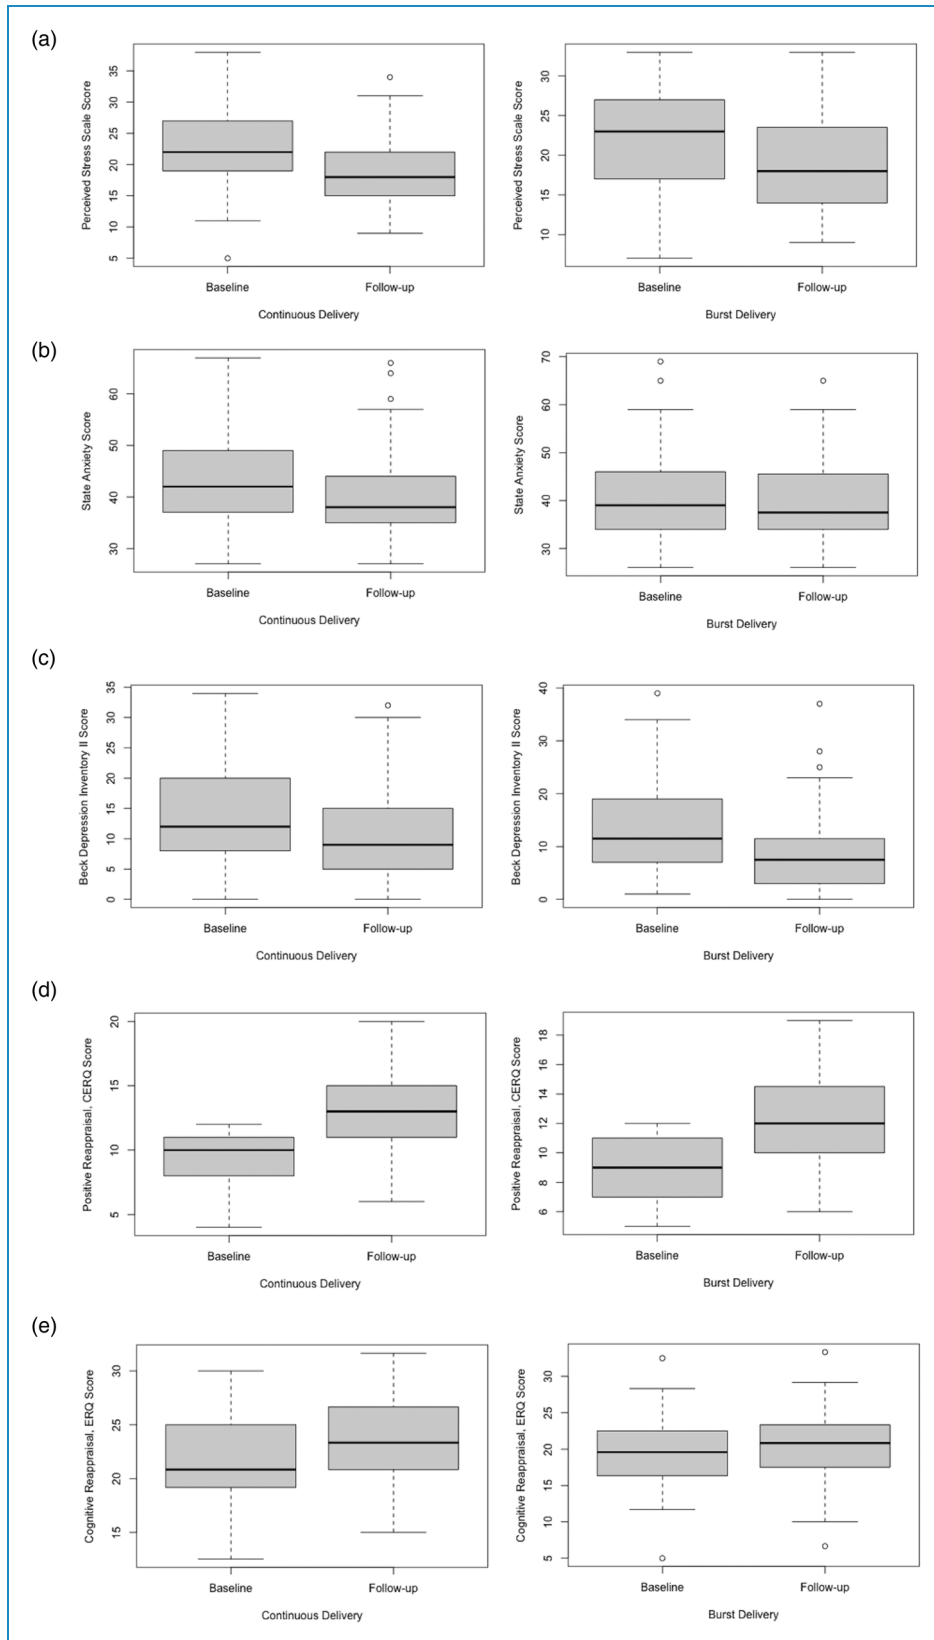 (a)
Perceived Stress Scale Score
35
30
25
20
15
10
5
Baseline
Follow-up
Continuous Delivery
Perceived Stress Scale Score
30
25
20
15
10
Baseline
Follow-up
Burst Delivery
(b)
State Anxiety Score
60
50
40
30
Baseline
Follow-up
Continuous Delivery
State Anxiety Score
70
60
50
40
30
Baseline
Follow-up
Burst Delivery
(c)
Beck Depression Inventory II Score
35
30
25
20
15
10
5
0
Baseline
Follow-up
Continuous Delivery
Beck Depression Inventory II Score
40
30
20
10
0
Baseline
Follow-up
Burst Delivery
(d)
Positive Reappraisal, CERQ Score
20
15
10
5
Baseline
Follow-up
Continuous Delivery
Positive Reappraisal, CERQ Score
18
16
14
12
10
8
6
Baseline
Follow-up
Burst Delivery
(e)
Cognitive Reappraisal, ERQ Score
30
25
20
15
Baseline
Follow-up
Continuous Delivery
Cognitive Reappraisal, ERQ Score
30
25
20
15
10
5
Baseline
Follow-up
Burst Delivery